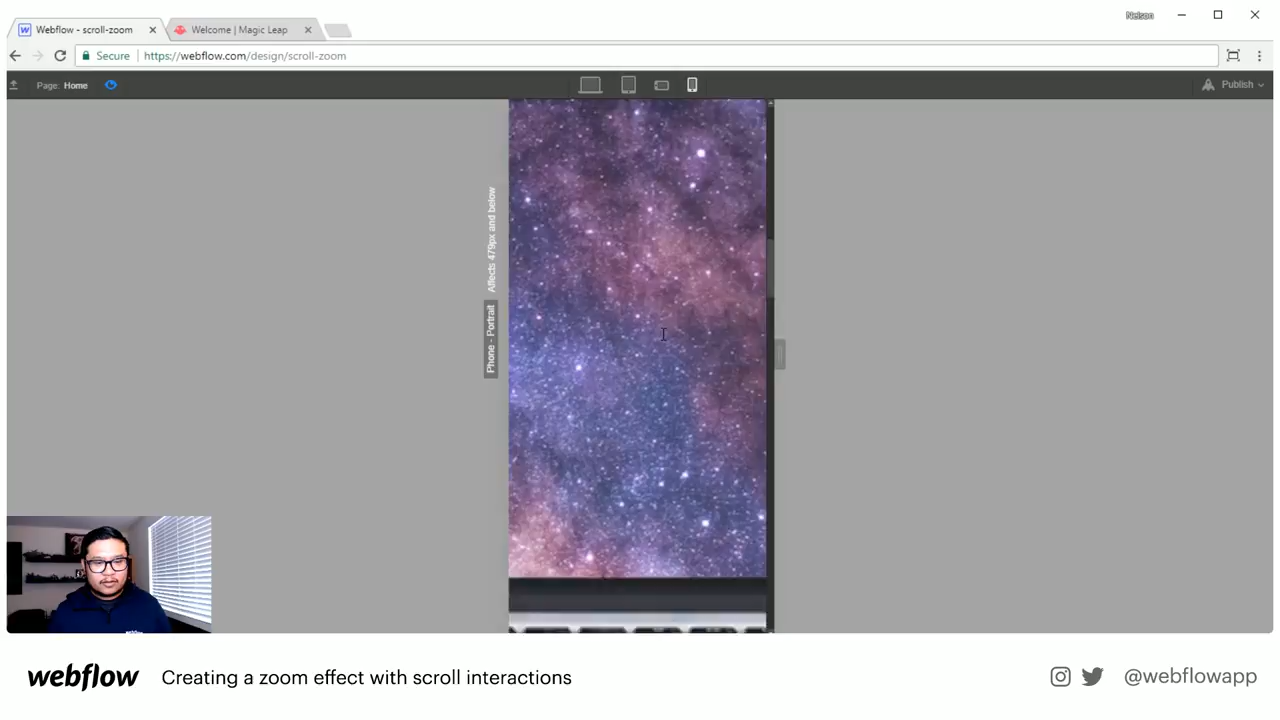 Nelson
Webflow - scroll-zoom
Welcome | Magic Leap
Secure
https://webflow.com/design/scroll-zoom
Page: Home
Publish
Affects 479px and below
Phone - Portrait
webflow
Creating a zoom effect with scroll interactions
@webflowapp